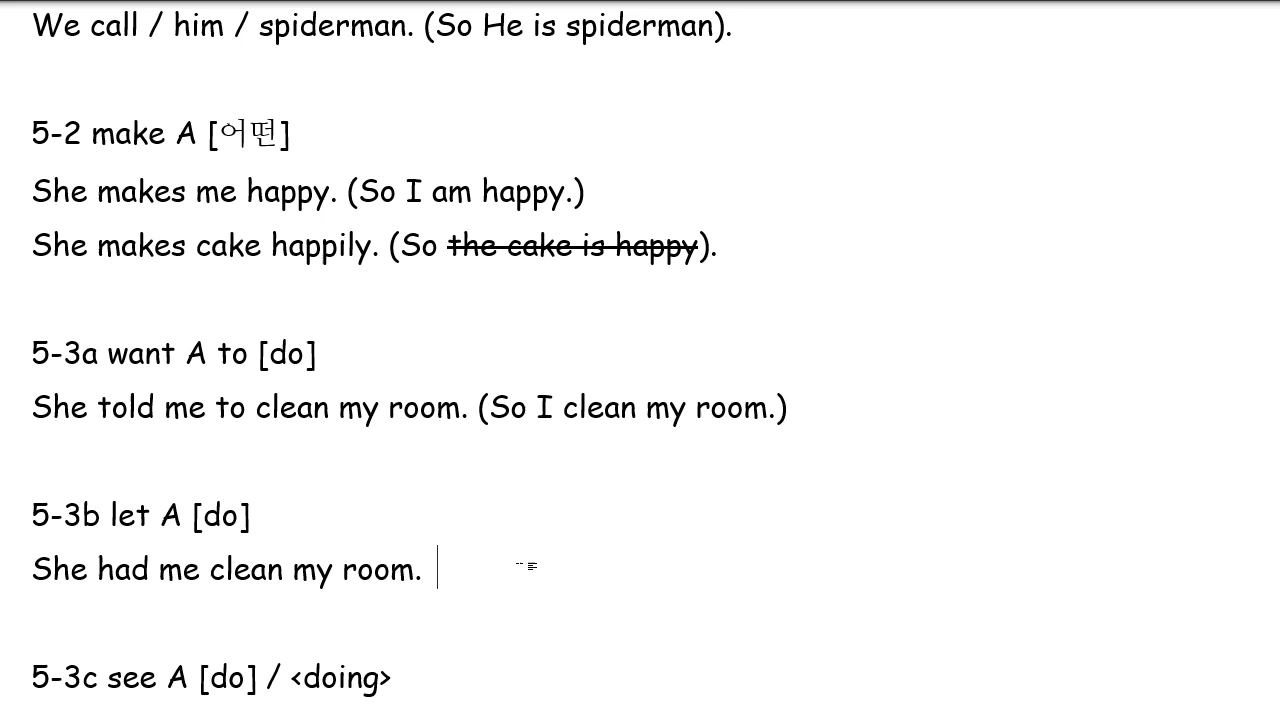 We call / him / spiderman. (So He is spiderman).
5-2 make A [어떤]
She makes me happy. (So I am happy.)
She makes cake happily. (So the cake is happy).
5-3a want A to [do]
She told me to clean my room. (So I clean my room.)
5-3b let A [do]
She had me clean my room.
5-3c see A [do] / <doing>